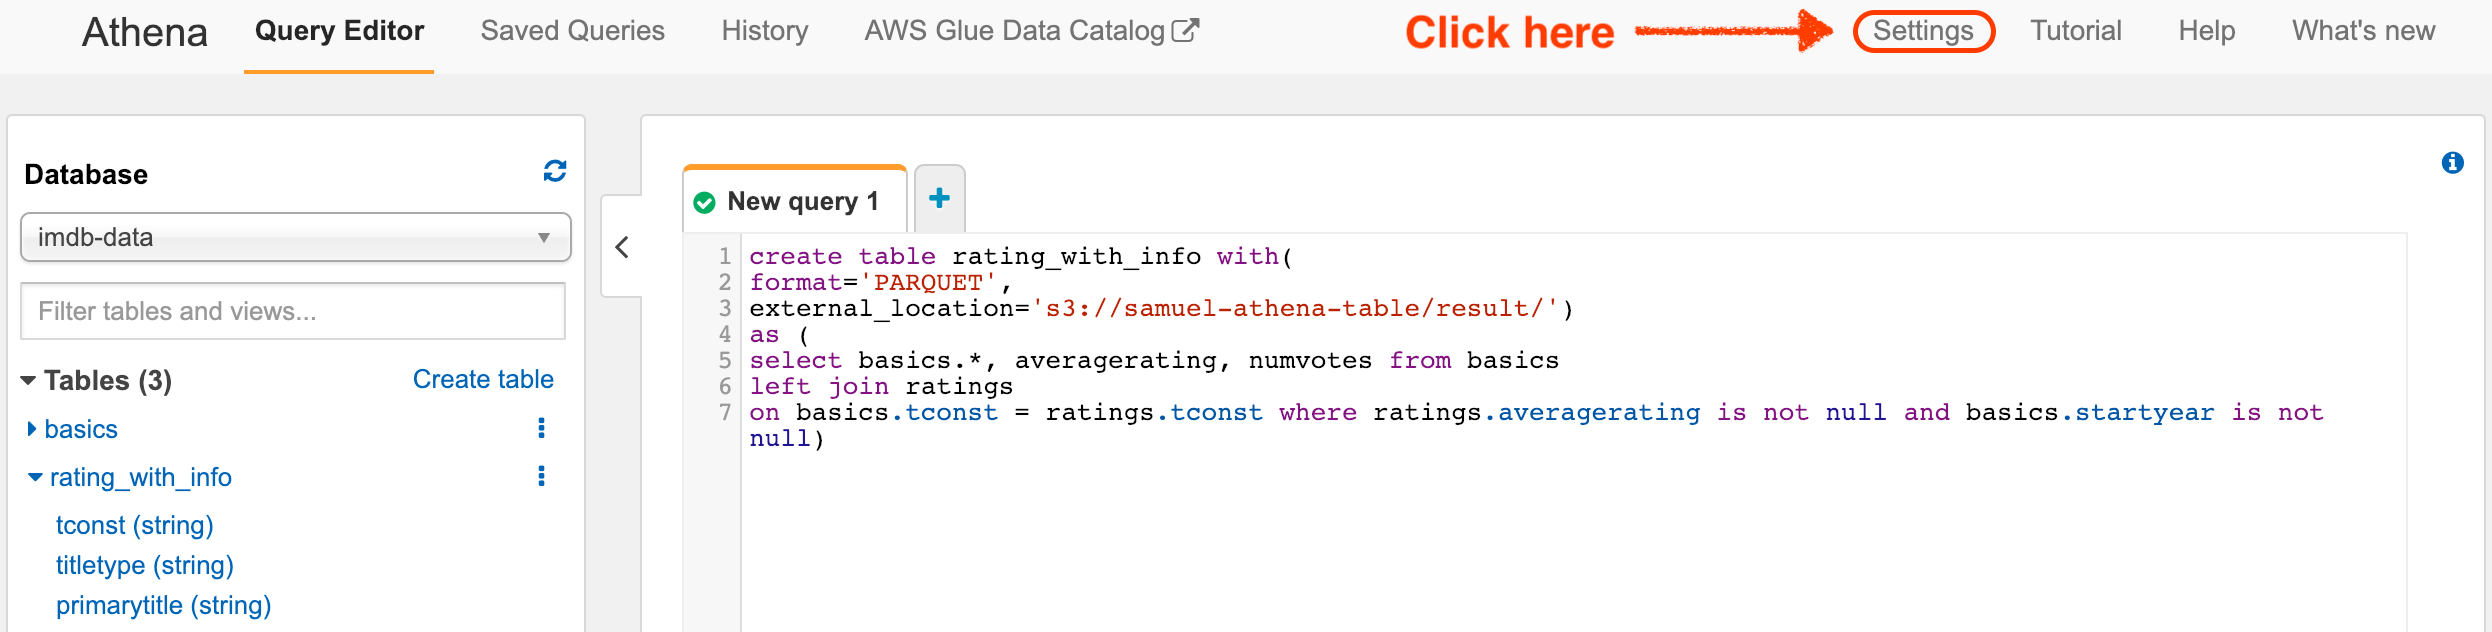 Athena Query Editor Saved Queries History AWS Glue Data Catalog Click here Settings Tutorial Help What's new
Database
imdb-data
Filter tables and views...
Tables (3) Create table
basics
rating_with_info
tconst (string)
titletype (string)
primarytitle (string)
New query 1
1 create table rating_with_info with(
2 format='PARQUET',
3 external_location='s3://samuel-athena-table/result/')
4 as (
5 select basics.*, averagerating, numvotes from basics
6 left join ratings
7 on basics.tconst = ratings.tconst where ratings.averagerating is not null and basics.startyear is not
null)